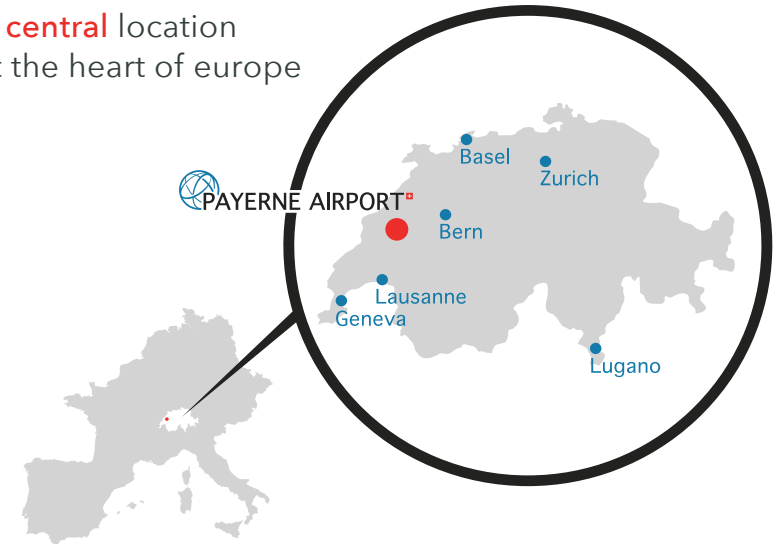 central location
t the heart of europe
PAYERNE AIRPORT
Basel
Zurich
Bern
Lausanne
Geneva
Lugano